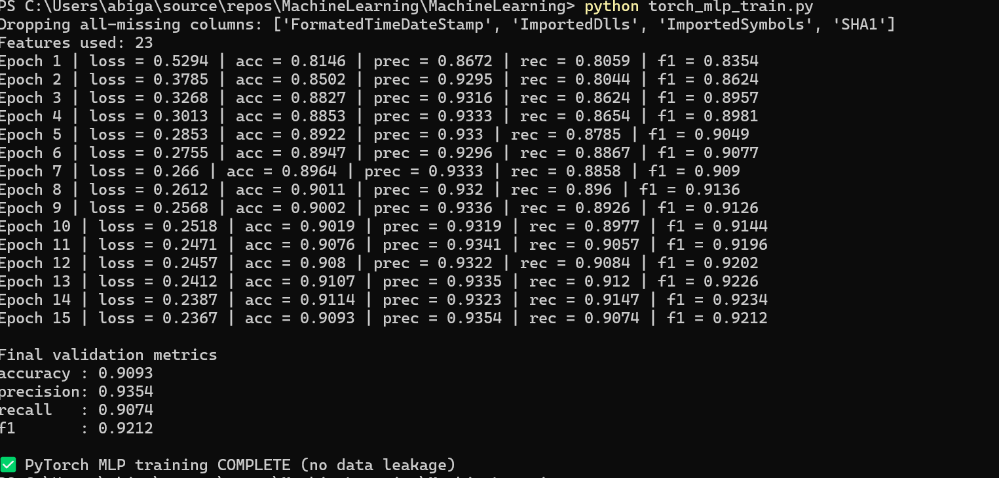 PS C:\Users\abiga\source\repos\MachineLearning\MachineLearning> python torch_mlp_train.py
Dropping all-missing columns: ['FormatedTimeDateStamp', 'ImportedDlls', 'ImportedSymbols', 'SHA1']
Features used: 23
Epoch 1 | loss = 0.5294 | acc = 0.8146 | prec = 0.8672 | rec = 0.8059 | f1 = 0.8354
Epoch 2 | loss = 0.3785 | acc = 0.8502 | prec = 0.9295 | rec = 0.8044 | f1 = 0.8624
Epoch 3 | loss = 0.3268 | acc = 0.8827 | prec = 0.9316 | rec = 0.8624 | f1 = 0.8957
Epoch 4 | loss = 0.3013 | acc = 0.8853 | prec = 0.9333 | rec = 0.8654 | f1 = 0.8981
Epoch 5 | loss = 0.2853 | acc = 0.8922 | prec = 0.933 | rec = 0.8785 | f1 = 0.9049
Epoch 6 | loss = 0.2755 | acc = 0.8947 | prec = 0.9296 | rec = 0.8867 | f1 = 0.9077
Epoch 7 | loss = 0.266 | acc = 0.8964 | prec = 0.9333 | rec = 0.8858 | f1 = 0.909
Epoch 8 | loss = 0.2612 | acc = 0.9011 | prec = 0.932 | rec = 0.896 | f1 = 0.9136
Epoch 9 | loss = 0.2568 | acc = 0.9002 | prec = 0.9336 | rec = 0.8926 | f1 = 0.9126
Epoch 10 | loss = 0.2518 | acc = 0.9019 | prec = 0.9319 | rec = 0.8977 | f1 = 0.9144
Epoch 11 | loss = 0.2471 | acc = 0.9076 | prec = 0.9341 | rec = 0.9057 | f1 = 0.9196
Epoch 12 | loss = 0.2457 | acc = 0.908 | prec = 0.9322 | rec = 0.9084 | f1 = 0.9202
Epoch 13 | loss = 0.2412 | acc = 0.9107 | prec = 0.9335 | rec = 0.912 | f1 = 0.9226
Epoch 14 | loss = 0.2387 | acc = 0.9114 | prec = 0.9323 | rec = 0.9147 | f1 = 0.9234
Epoch 15 | loss = 0.2367 | acc = 0.9093 | prec = 0.9354 | rec = 0.9074 | f1 = 0.9212
Final validation metrics
accuracy : 0.9093
precision: 0.9354
recall   : 0.9074
f1       : 0.9212
✅ PyTorch MLP training COMPLETE (no data leakage)